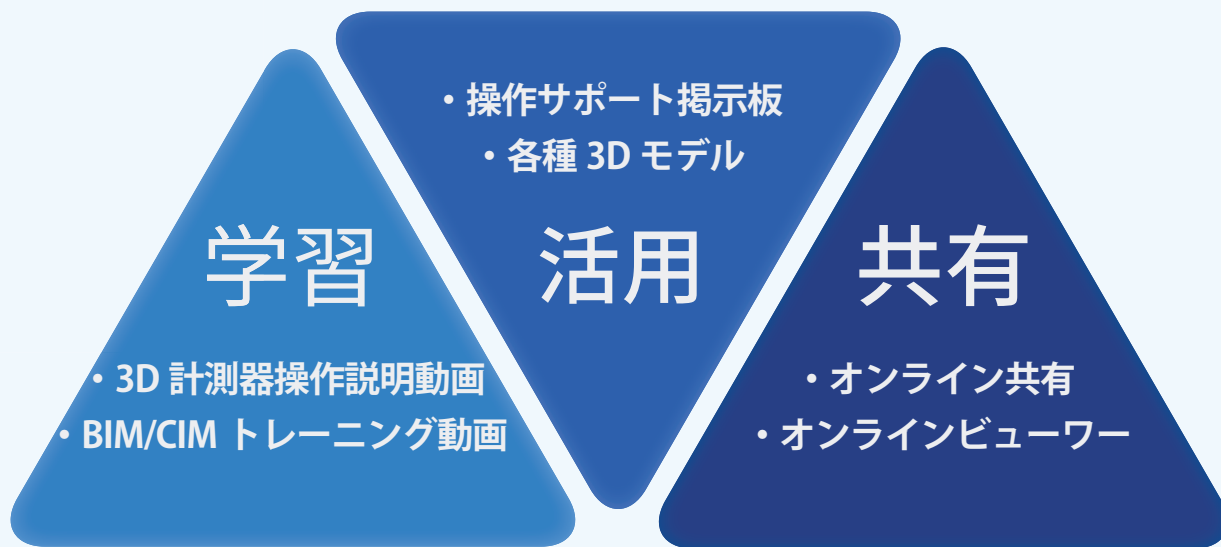 学習
・3D 計測器操作説明動画
・BIM/CIM トレーニング動画
・操作サポート掲示板
・各種 3D モデル
活用
共有
・オンライン共有
・オンラインビューワー